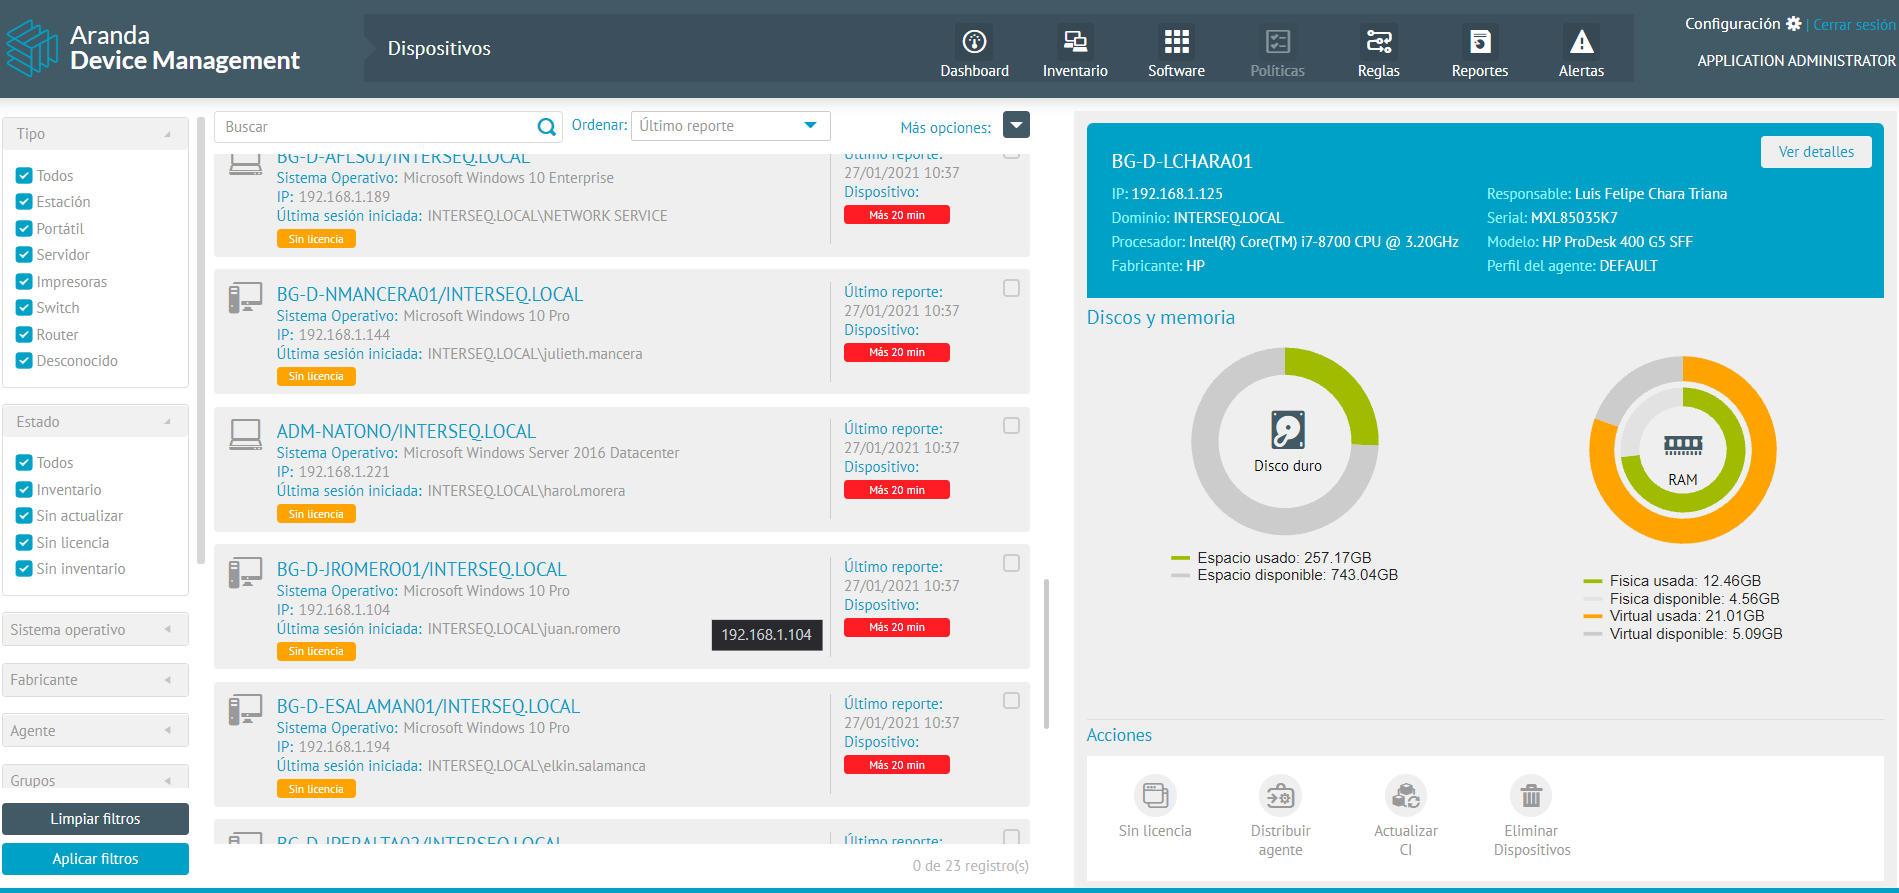 Aranda
Device Management
Dispositivos
Dashboard
Inventario
Software
Políticas
Reglas
Reportes
Alertas
Configuración | Cerrar sesión
APPLICATION ADMINISTRATOR
Tipo
Todos
Estación
Portátil
Servidor
Impresoras
Switch
Router
Desconocido
Estado
Todos
Inventario
Sin actualizar
Sin licencia
Sin inventario
Sistema operativo
Fabricante
Agente
Grupos
Limpiar filtros
Aplicar filtros
Buscar
Ordenar: Último reporte
Más opciones:
BG-D-AFLS01/INTERSEQ.LOCAL
Sistema Operativo: Microsoft Windows 10 Enterprise
IP: 192.168.1.189
Última sesión iniciada: INTERSEQ.LOCAL\NETWORK SERVICE
Sin licencia
Último reporte:
27/01/2021 10:37
Dispositivo:
Más 20 min
BG-D-NMANCERA01/INTERSEQ.LOCAL
Sistema Operativo: Microsoft Windows 10 Pro
IP: 192.168.1.144
Última sesión iniciada: INTERSEQ.LOCAL\julieth.mancera
Sin licencia
Último reporte:
27/01/2021 10:37
Dispositivo:
Más 20 min
ADM-NATONO/INTERSEQ.LOCAL
Sistema Operativo: Microsoft Windows Server 2016 Datacenter
IP: 192.168.1.221
Última sesión iniciada: INTERSEQ.LOCAL\harol.morera
Sin licencia
Último reporte:
27/01/2021 10:37
Dispositivo:
Más 20 min
BG-D-JROMERO01/INTERSEQ.LOCAL
Sistema Operativo: Microsoft Windows 10 Pro
IP: 192.168.1.104
Última sesión iniciada: INTERSEQ.LOCAL\juan.romero
Sin licencia
192.168.1.104
Último reporte:
27/01/2021 10:37
Dispositivo:
Más 20 min
BG-D-ESALAMAN01/INTERSEQ.LOCAL
Sistema Operativo: Microsoft Windows 10 Pro
IP: 192.168.1.194
Última sesión iniciada: INTERSEQ.LOCAL\elkin.salamanca
Sin licencia
Último reporte:
27/01/2021 10:37
Dispositivo:
Más 20 min
BG-D-JPERALTA02/INTERSEQ.LOCAL
Último reporte:
0 de 23 registro(s)
BG-D-LCHARA01
Ver detalles
IP: 192.168.1.125
Dominio: INTERSEQ.LOCAL
Procesador: Intel(R) Core(TM) i7-8700 CPU @ 3.20GHz
Fabricante: HP
Responsable: Luis Felipe Chara Triana
Serial: MXL85035K7
Modelo: HP ProDesk 400 G5 SFF
Perfil del agente: DEFAULT
Discos y memoria
Disco duro
Espacio usado: 257.17GB
Espacio disponible: 743.04GB
RAM
Fisica usada: 12.46GB
Fisica disponible: 4.56GB
Virtual usada: 21.01GB
Virtual disponible: 5.09GB
Acciones
Sin licencia
Distribuir
agente
Actualizar
CI
Eliminar
Dispositivos